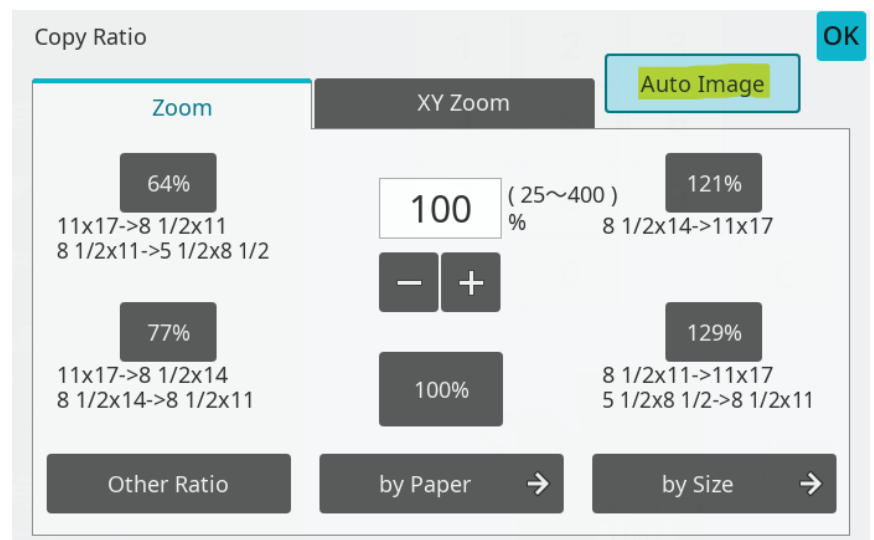 Copy Ratio
OK
Auto Image
Zoom
XY Zoom
64%
11x17->8 1/2x11
8 1/2x11->5 1/2x8 1/2
100
( 25～400 )
%
121%
8 1/2x14->11x17
77%
11x17->8 1/2x14
8 1/2x14->8 1/2x11
100%
129%
8 1/2x11->11x17
5 1/2x8 1/2->8 1/2x11
Other Ratio
by Paper →
by Size →